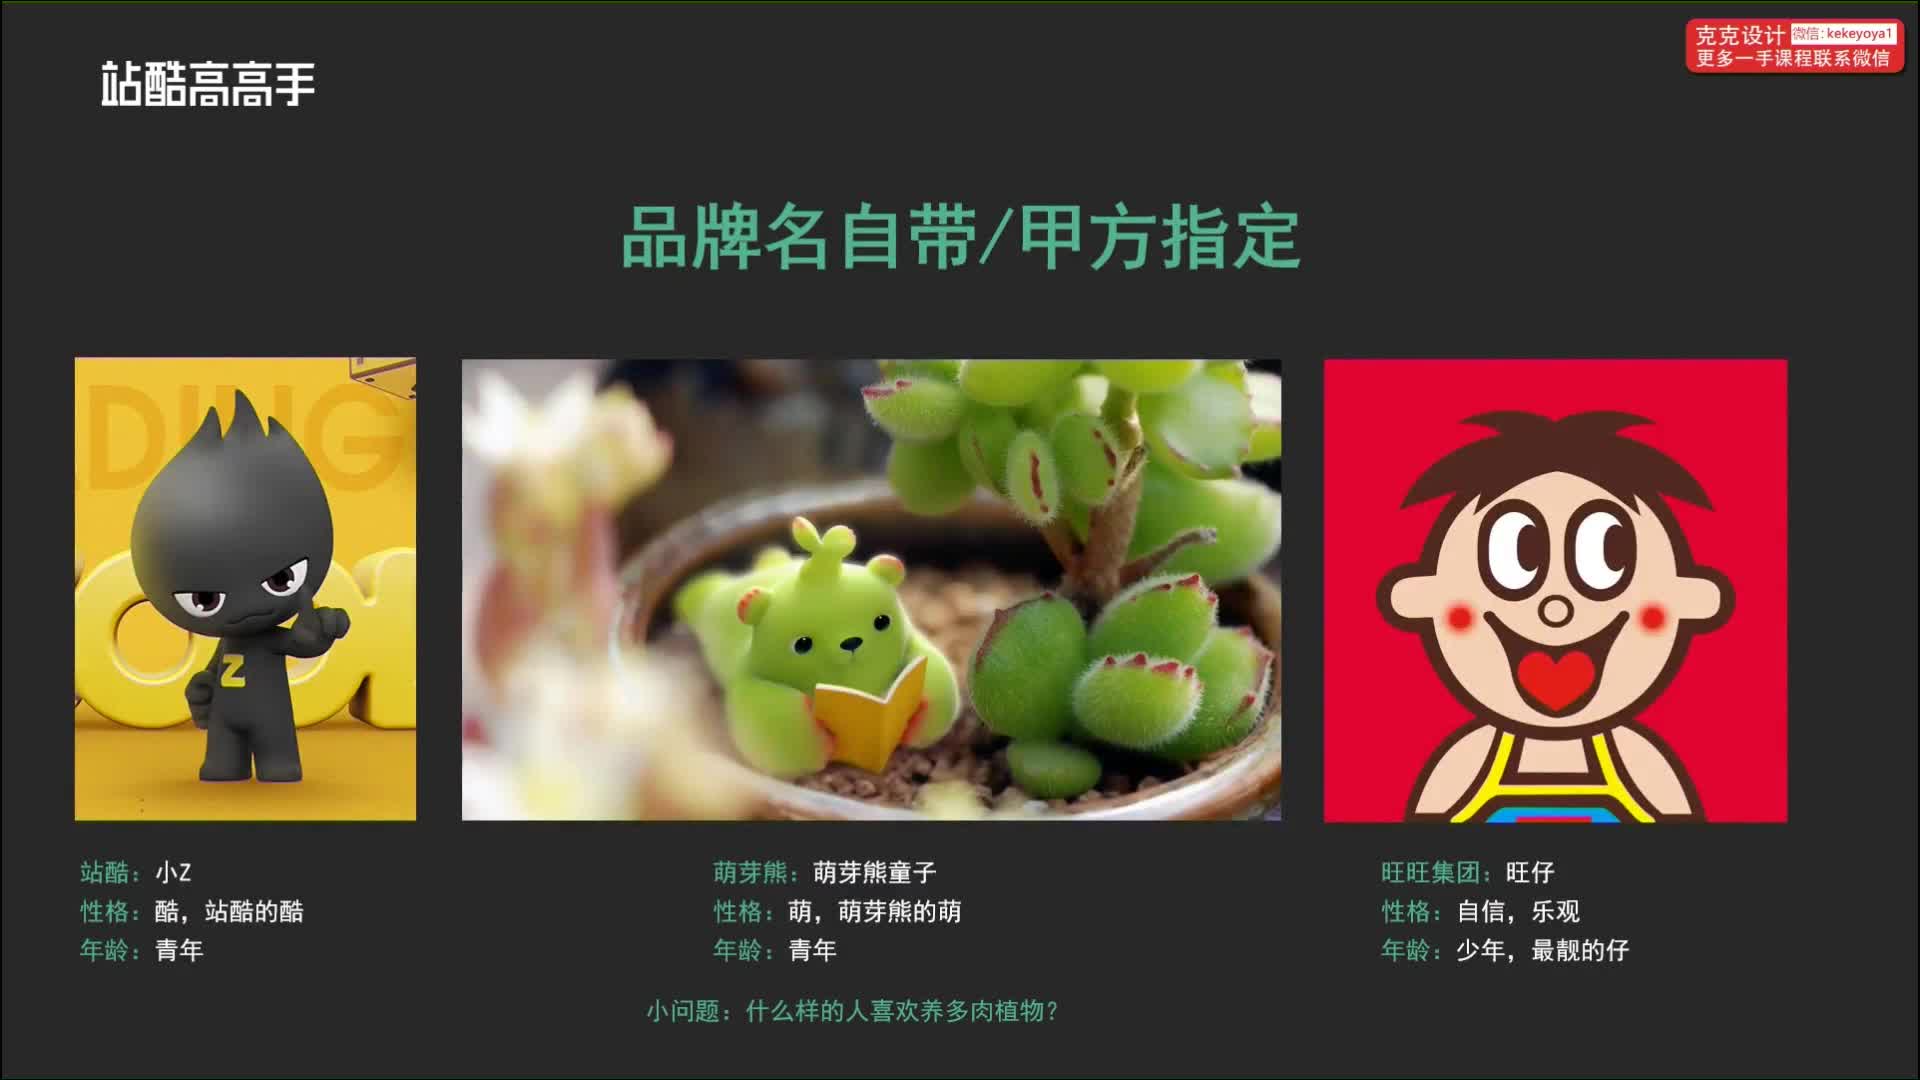 站酷高高手
克克设计 微信: kekeyoya1
更多一手课程联系微信
品牌名自带/甲方指定
DING
Z
站酷：小Z
性格：酷，站酷的酷
年龄：青年
萌芽熊：萌芽熊童子
性格：萌，萌芽熊的萌
年龄：青年
旺旺集团：旺仔
性格：自信，乐观
年龄：少年，最靓的仔
小问题：什么样的人喜欢养多肉植物？